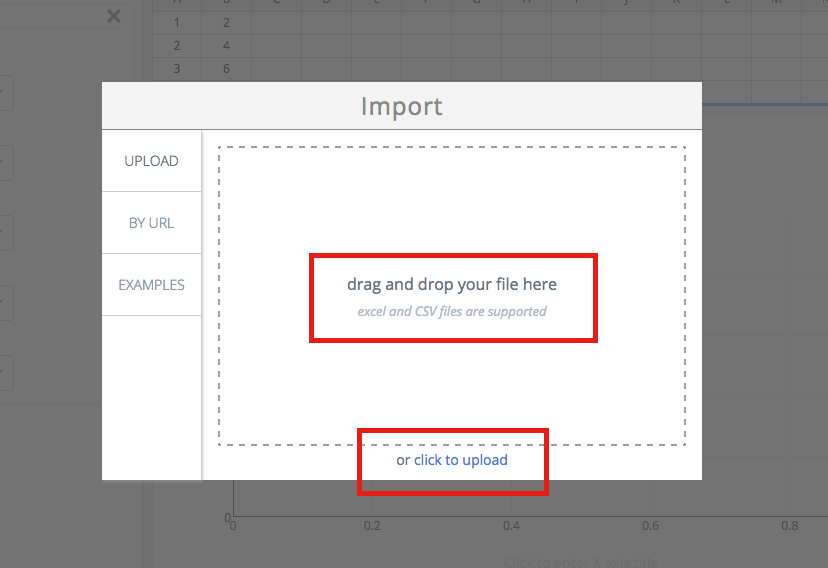 1 2
2 4
3 6
Import
UPLOAD
BY URL
EXAMPLES
drag and drop your file here
excel and CSV files are supported
or click to upload
0
0 0.2 0.4 0.6 0.8
Click to enter X axis title